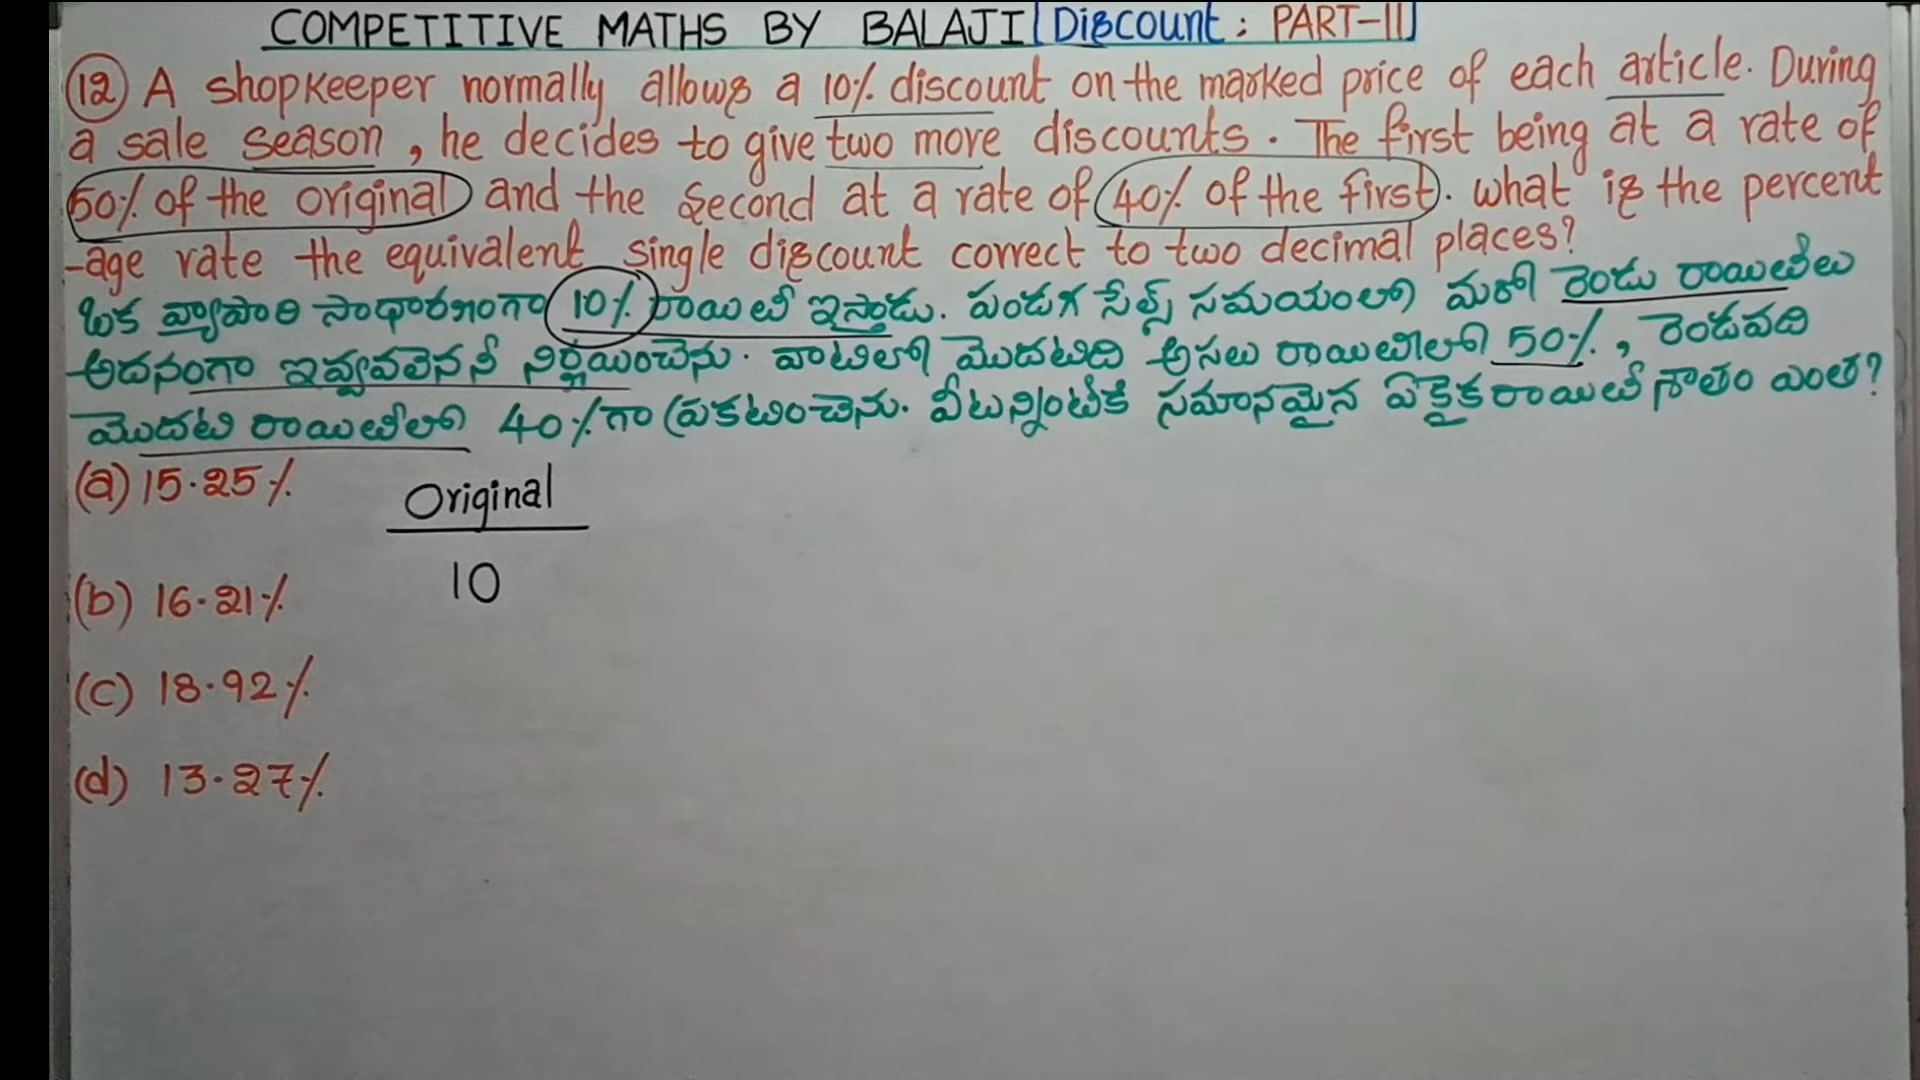 COMPETITIVE MATHS BY BALAJI [Discount : PART-II]
(12) A shopkeeper normally allows a 10% discount on the marked price of each article. During
a sale season, he decides to give two more discounts. The first being at a rate of
50% of the original and the second at a rate of 40% of the first. what is the percent
-age rate the equivalent single discount correct to two decimal places?
ఒక వ్యాపారి సాధారణంగా 10% రాయితీ ఇస్తాడు. పండుగ సేల్స్ సమయంలో మరో రెండు రాయితీలు
అదనంగా ఇవ్వవలెనని నిర్ణయించెను. వాటిలో మొదటిది అసలు రాయితీలో 50%, రెండవది
మొదటి రాయితీలో 40%గా ప్రకటించెను. వీటన్నింటికి సమానమైన ఏకైక రాయితీ శాతం ఎంత?
(a) 15.25%
Original
10
(b) 16.21%
(c) 18.92%
(d) 13.27%